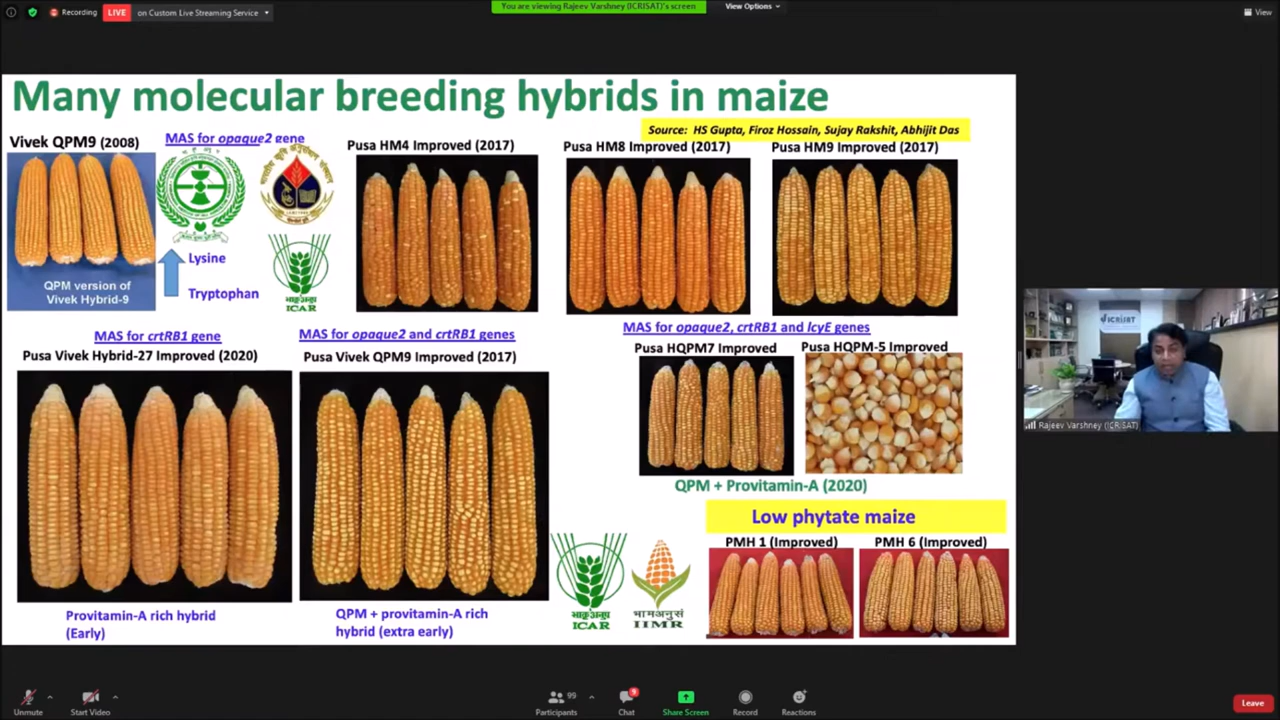 Recording
LIVE
on Custom Live Streaming Service
You are viewing Rajeev Varshney (ICRISAT)'s screen
View Options
View
Many molecular breeding hybrids in maize
Source: HS Gupta, Firoz Hossain, Sujay Rakshit, Abhijit Das
Vivek QPM9 (2008)
MAS for opaque2 gene
Pusa HM4 Improved (2017)
Pusa HM8 Improved (2017)
Pusa HM9 Improved (2017)
Lysine
Tryptophan
QPM version of
Vivek Hybrid-9
भाकृअनुप
ICAR
MAS for crtRB1 gene
Pusa Vivek Hybrid-27 Improved (2020)
MAS for opaque2 and crtRB1 genes
Pusa Vivek QPM9 Improved (2017)
MAS for opaque2, crtRB1 and lcyE genes
Pusa HQPM7 Improved
Pusa HQPM-5 Improved
QPM + Provitamin-A (2020)
Low phytate maize
PMH 1 (Improved)
PMH 6 (Improved)
Provitamin-A rich hybrid
(Early)
QPM + provitamin-A rich
hybrid (extra early)
भाकृअनुप
ICAR
भामअनुसं
IIMR
ICRISAT
Rajeev Varshney (ICRISAT)
Unmute
Start Video
99
Participants
9
Chat
Share Screen
Record
Reactions
Leave